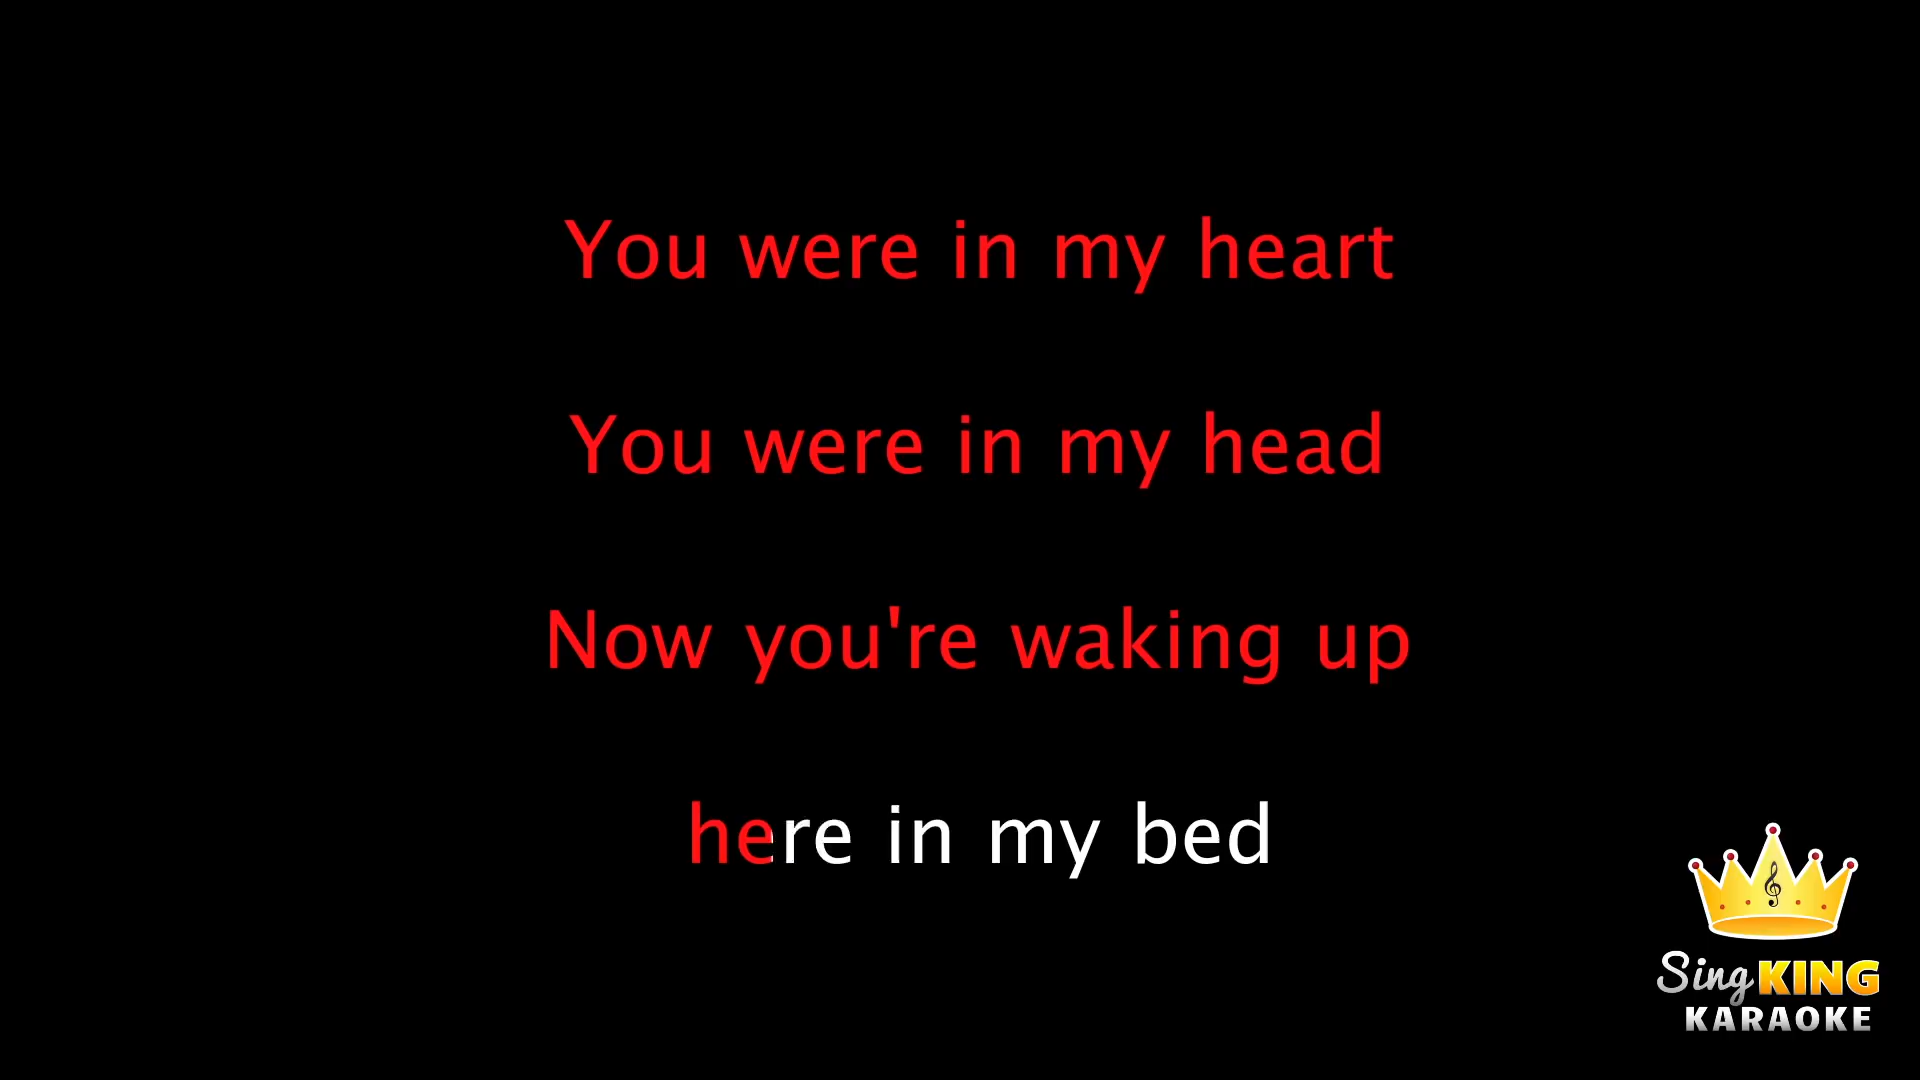 You were in my heart
You were in my head
Now you're waking up
here in my bed
Sing KING
KARAOKE